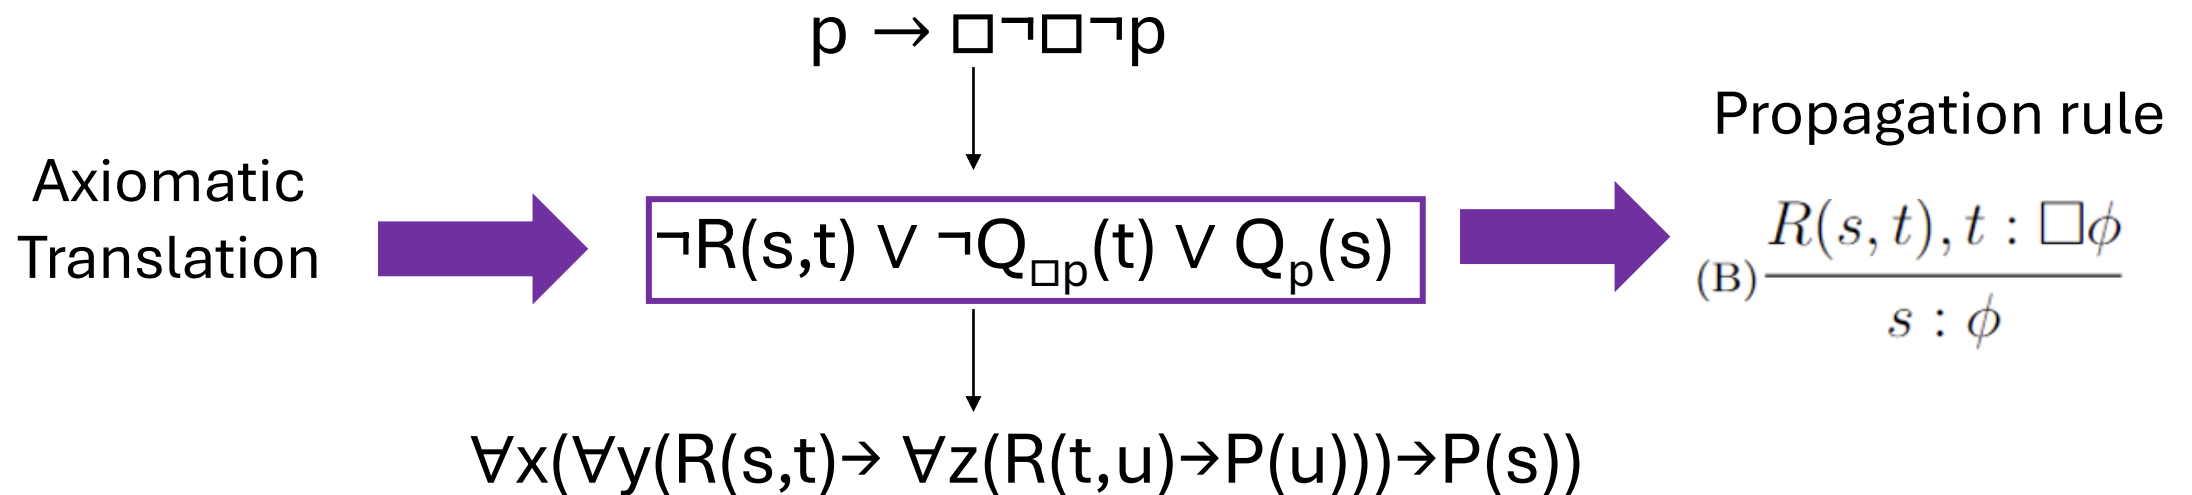 p → □¬□¬p
Axiomatic
Translation
¬R(s,t) ∨ ¬Q□p(t) ∨ Qp(s)
Propagation rule
(B) R(s, t), t : □ϕ
s : ϕ
∀x(∀y(R(s,t)→ ∀z(R(t,u)→P(u)))→P(s))